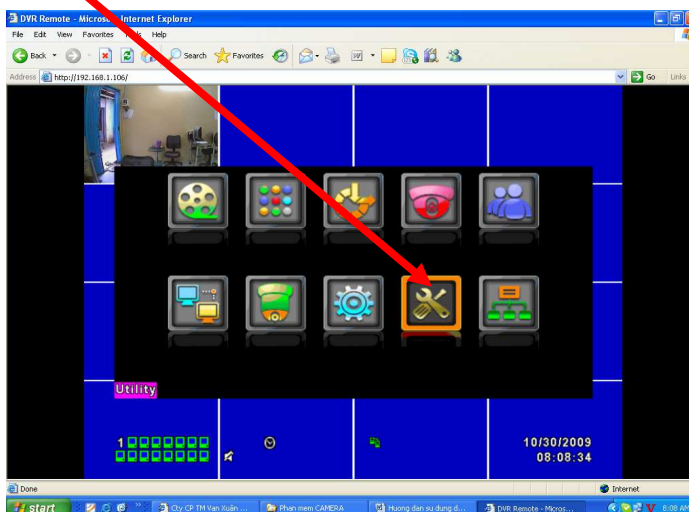 DVR Remote - Microsoft Internet Explorer
File Edit View Favorites Tools Help
Back Search Favorites
Address http://192.168.1.106/ Go Links
Utility
1
10/30/2009
08:08:34
Done Internet
start Cty CP TM Van Xuân ... Phan mem CAMERA Huong dan su dung d... DVR Remote - Micros... V 8:08 AM